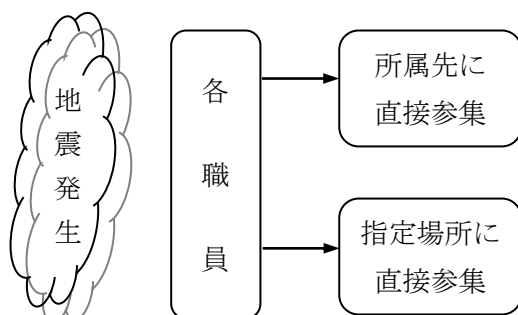 地震発生
各職員
所属先に
直接参集
指定場所に
直接参集